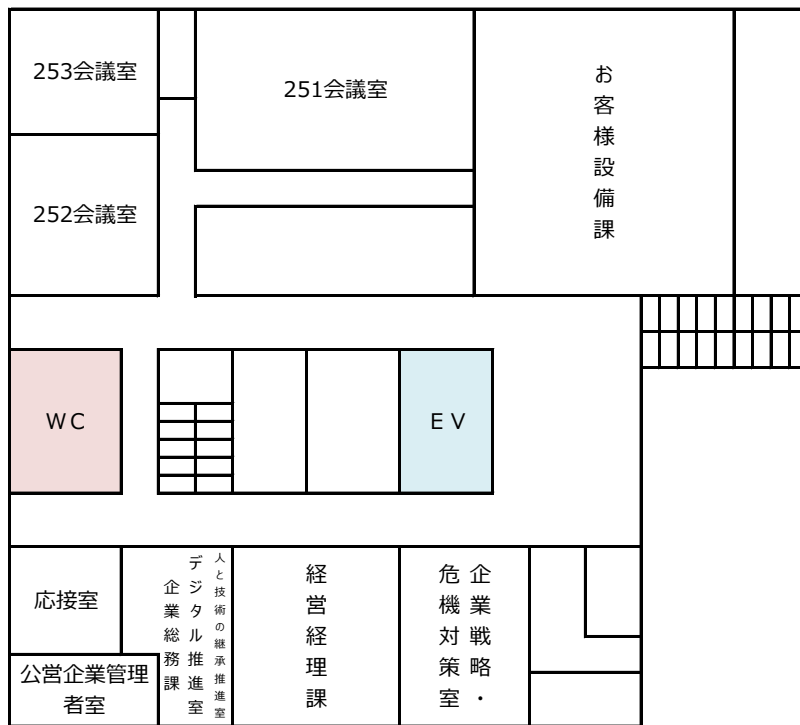 253会議室
251会議室
お客様設備課
252会議室
WC
EV
応接室
公営企業管理
者室
人と技術の継承推進室
デジタル推進室
企業総務課
経営経理課
企業戦略・
危機対策室